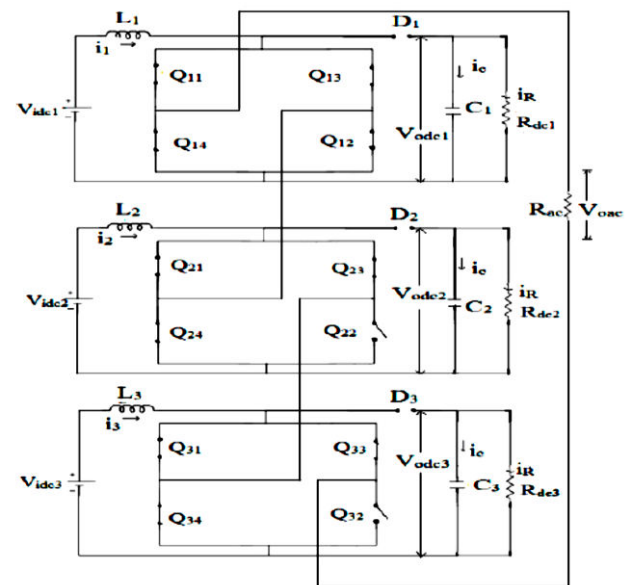 L1
D1
i1
Q11
Q13
ic
iR
Vidc1
C1
Rdc1
Vodc1
Q14
Q12
L2
D2
Rac
Voac
i2
Q21
Q23
ic
iR
Vidc2
Vodc2
C2
Rdc2
Q24
Q22
L3
D3
i3
Q31
Q33
ic
iR
Vidc3
Vodc3
C3
Rdc3
Q34
Q32